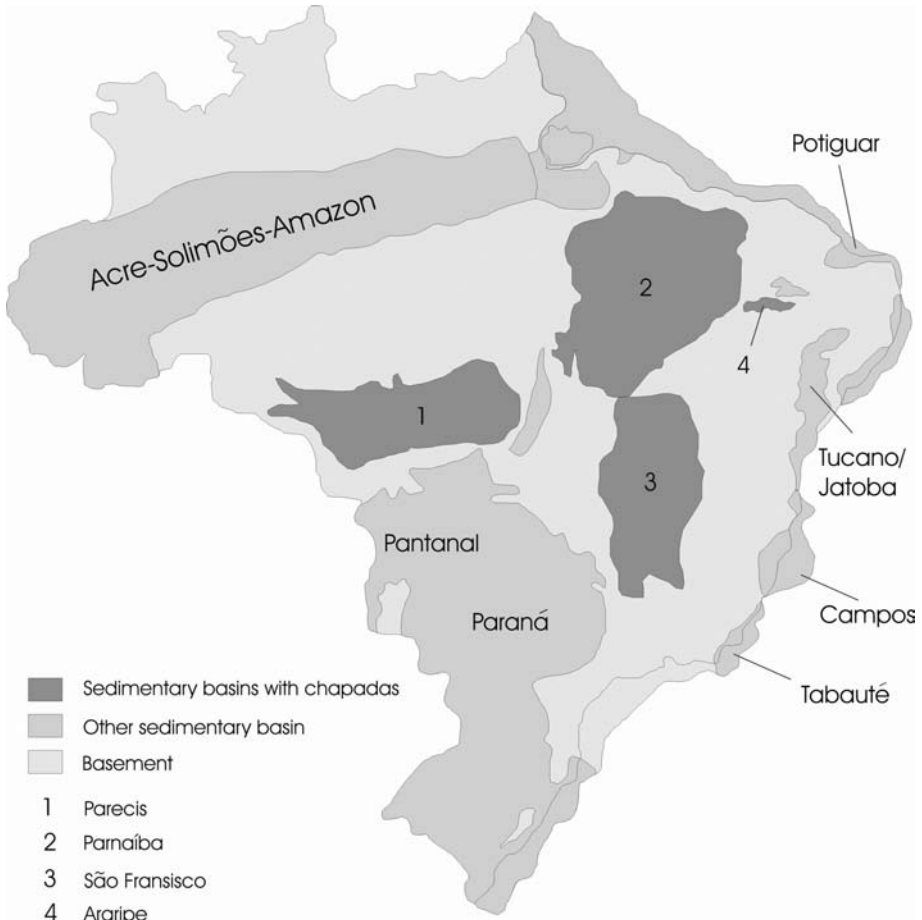 Potiguar
Acre-Solimões-Amazon
2
4
1
Tucano/
Jatoba
3
Pantanal
Campos
Paraná
Tabauté
Sedimentary basins with chapadas
Other sedimentary basin
Basement
1 Parecis
2 Parnaíba
3 São Fransisco
4 Araripe